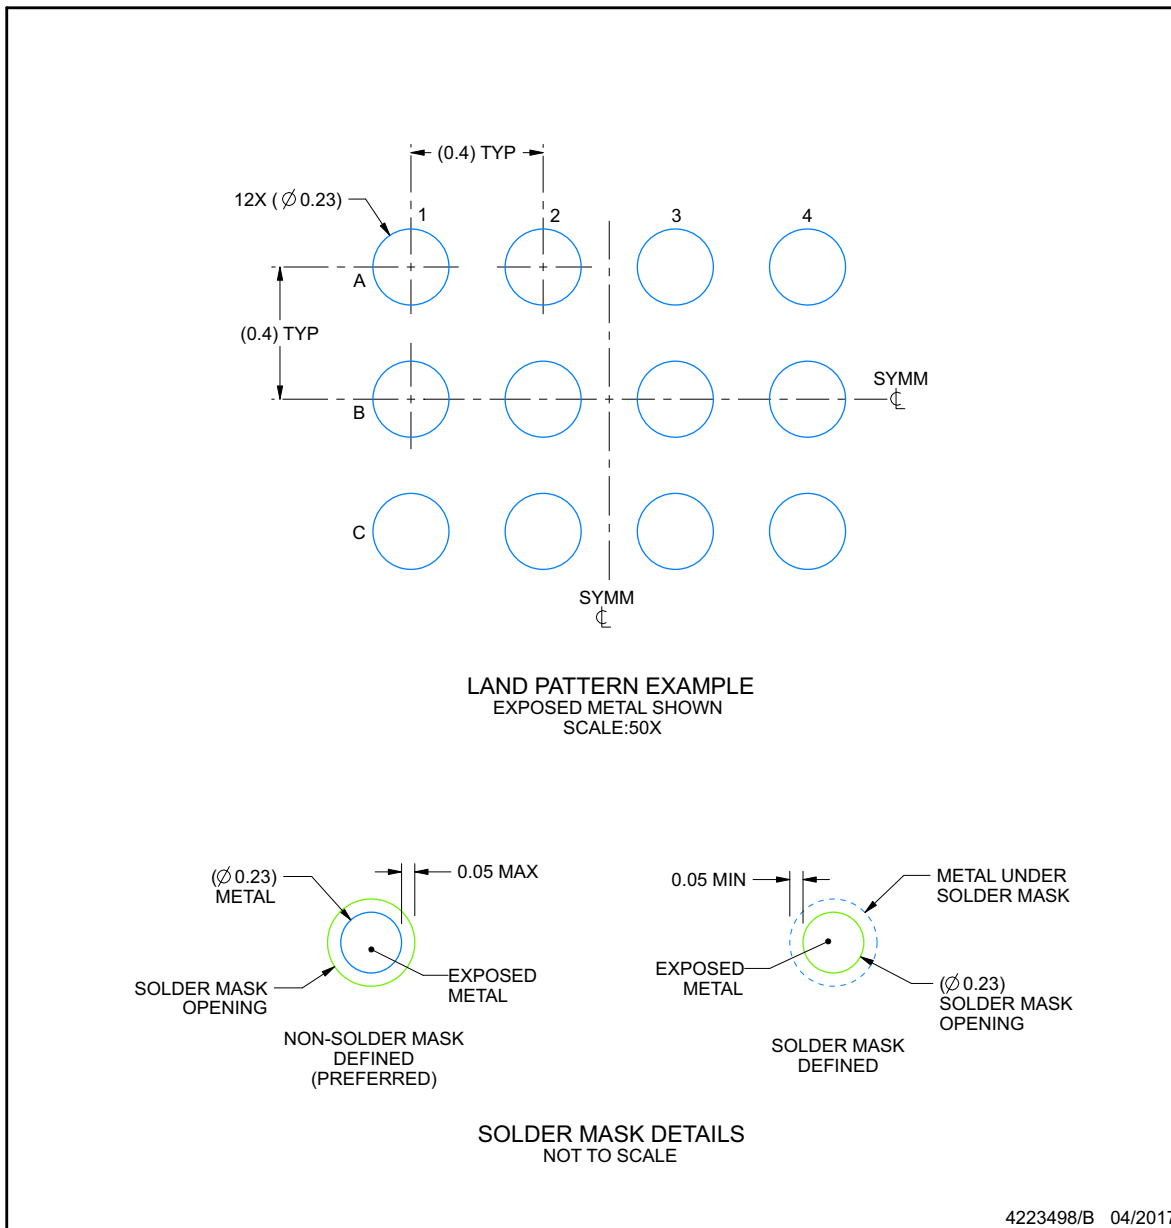 (0.4) TYP
12X ( ∅ 0.23)
1
2
3
4
A
(0.4) TYP
SYMM
℄
B
C
SYMM
℄
LAND PATTERN EXAMPLE
EXPOSED METAL SHOWN
SCALE:50X
(∅ 0.23)
METAL
0.05 MAX
SOLDER MASK
OPENING
EXPOSED
METAL
NON-SOLDER MASK
DEFINED
(PREFERRED)
0.05 MIN
METAL UNDER
SOLDER MASK
EXPOSED
METAL
(∅ 0.23)
SOLDER MASK
OPENING
SOLDER MASK
DEFINED
SOLDER MASK DETAILS
NOT TO SCALE
4223498/B 04/2017